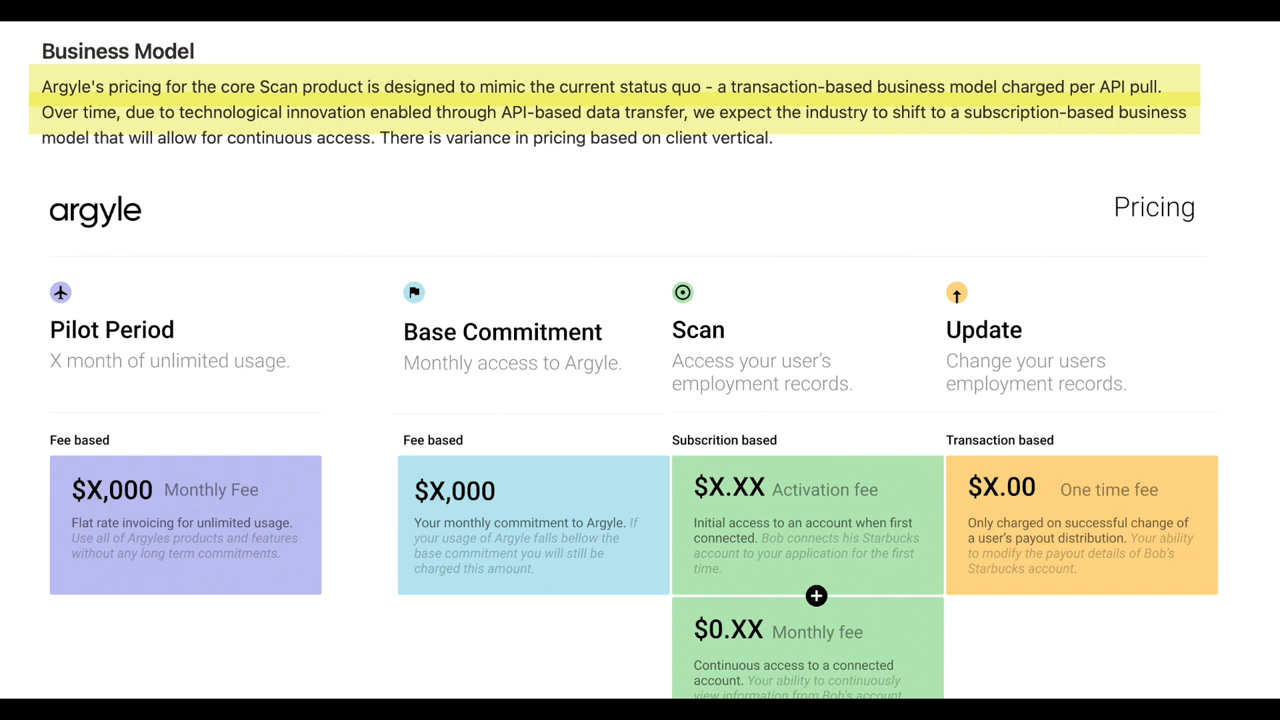 Business Model
Argyle's pricing for the core Scan product is designed to mimic the current status quo - a transaction-based business model charged per API pull.
Over time, due to technological innovation enabled through API-based data transfer, we expect the industry to shift to a subscription-based business
model that will allow for continuous access. There is variance in pricing based on client vertical.
argyle
Pricing
Pilot Period
X month of unlimited usage.
Fee based
$X,000 Monthly Fee
Flat rate invoicing for unlimited usage.
Use all of Argyles products and features
without any long term commitments.
Base Commitment
Monthly access to Argyle.
Fee based
$X,000
Your monthly commitment to Argyle. If
your usage of Argyle falls bellow the
base commitment you will still be
charged this amount.
Scan
Access your user's
employment records.
Subscrition based
$X.XX Activation fee
Initial access to an account when first
connected. Bob connects his Starbucks
account to your application for the first
time.
$0.XX Monthly fee
Continuous access to a connected
account. Your ability to continuously
view information from Bob's account
Update
Change your users
employment records.
Transaction based
$X.00 One time fee
Only charged on successful change of
a user's payout distribution. Your ability
to modify the payout details of Bob's
Starbucks account.